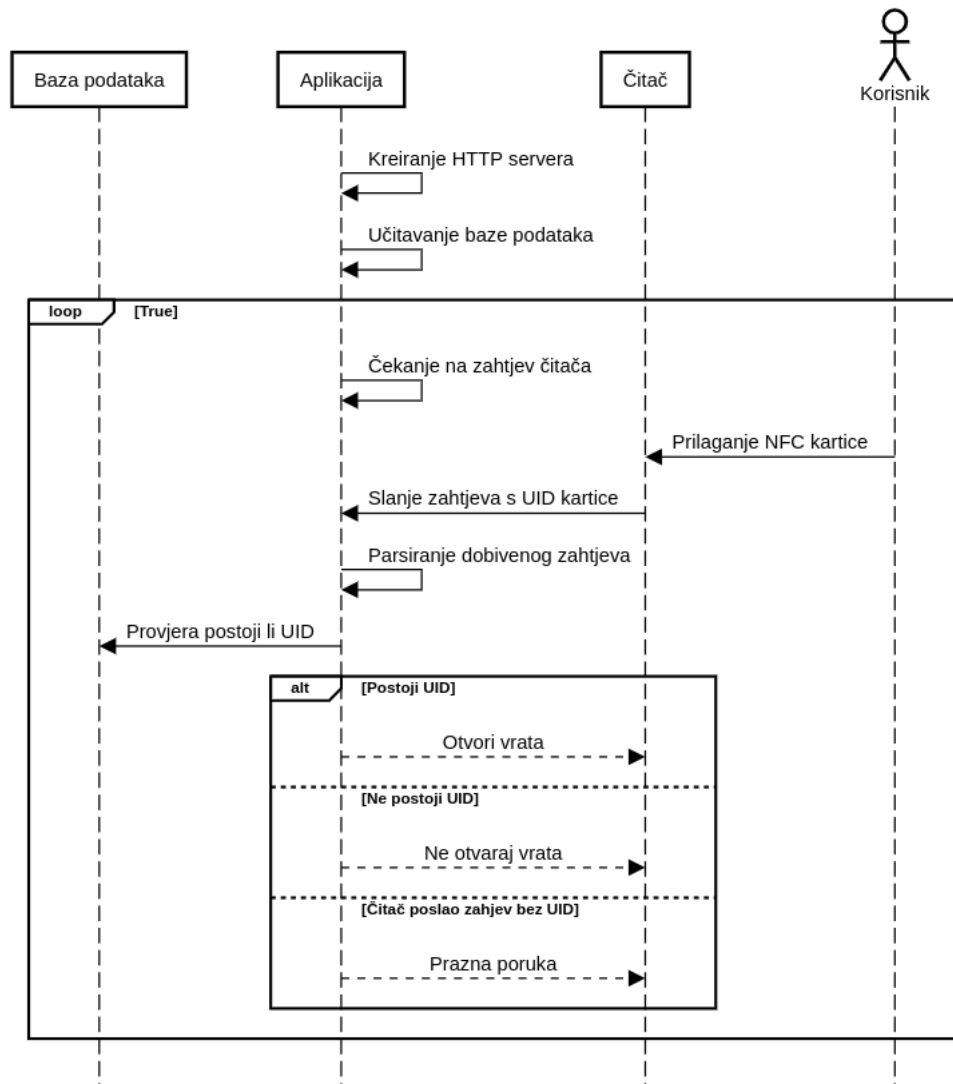 Baza podataka
Aplikacija
Čitač
Korisnik
Kreiranje HTTP servera
Učitavanje baze podataka
loop
[True]
Čekanje na zahtjev čitača
Prilaganje NFC kartice
Slanje zahtjeva s UID kartice
Parsiranje dobivenog zahtjeva
Provjera postoji li UID
alt
[Postoji UID]
Otvori vrata
[Ne postoji UID]
Ne otvaraj vrata
[Čitač poslao zahjev bez UID]
Prazna poruka